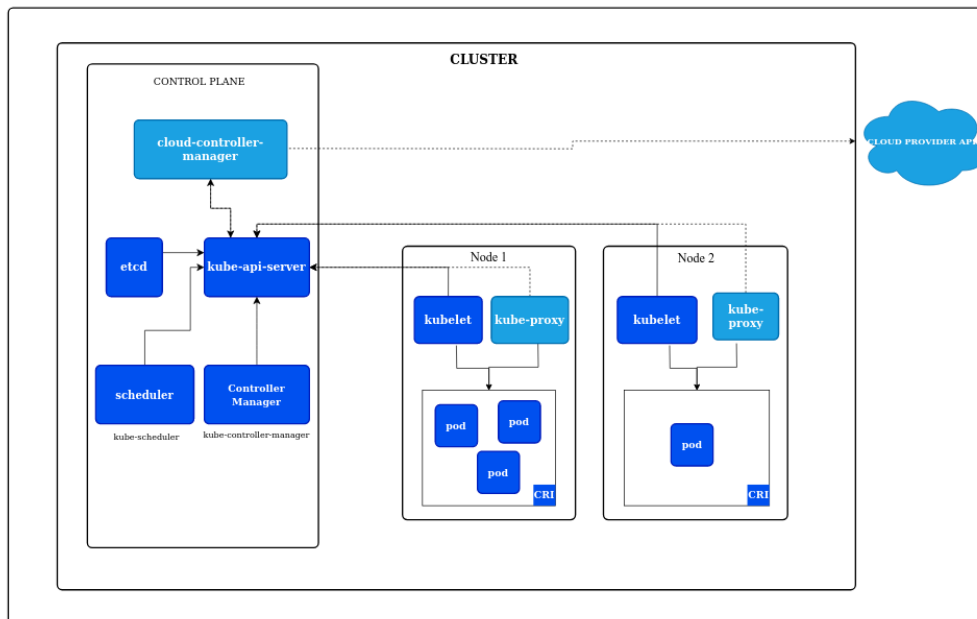 CLUSTER
CONTROL PLANE
cloud-controller-
manager
CLOUD PROVIDER API
etcd
kube-api-server
scheduler
kube-scheduler
Controller
Manager
kube-controller-manager
Node 1
kubelet
kube-proxy
pod
pod
pod
CRI
Node 2
kubelet
kube-
proxy
pod
CRI